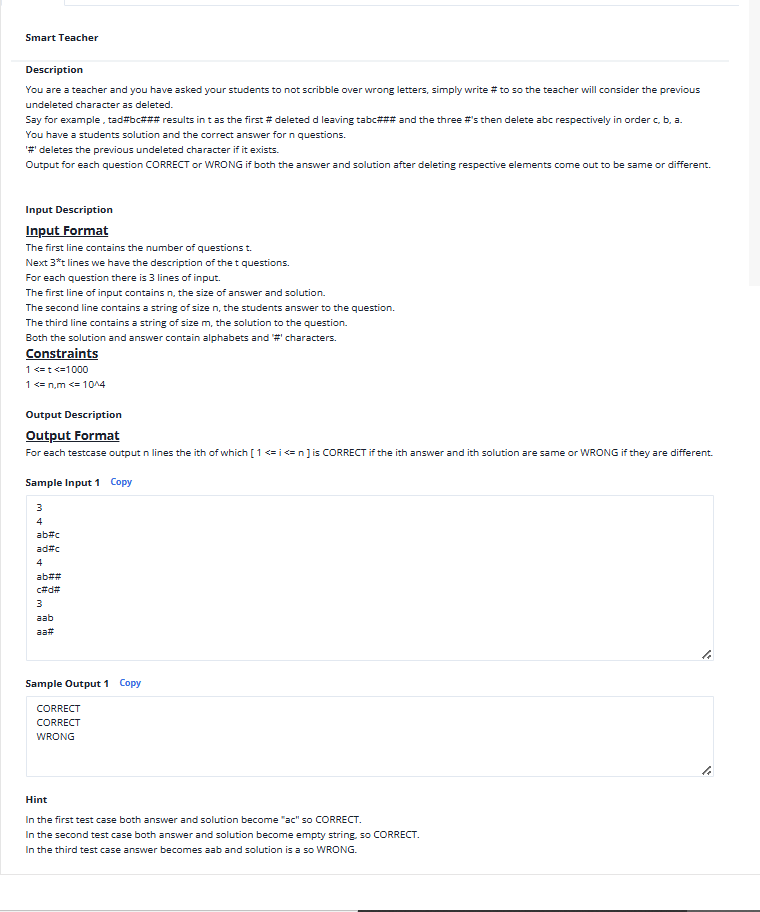 Smart Teacher
Description
You are a teacher and you have asked your students to not scribble over wrong letters, simply write # to so the teacher will consider the previous
undeleted character as deleted.
Say for example , tad#bc### results in t as the first # deleted d leaving tabc### and the three #'s then delete abc respectively in order c, b, a.
You have a students solution and the correct answer for n questions.
'#' deletes the previous undeleted character if it exists.
Output for each question CORRECT or WRONG if both the answer and solution after deleting respective elements come out to be same or different.
Input Description
Input Format
The first line contains the number of questions t.
Next 3*t lines we have the description of the t questions.
For each question there is 3 lines of input.
The first line of input contains n, the size of answer and solution.
The second line contains a string of size n, the students answer to the question.
The third line contains a string of size m, the solution to the question.
Both the solution and answer contain alphabets and '#' characters.
Constraints
1 <= t <=1000
1 <= n,m <= 10^4
Output Description
Output Format
For each testcase output n lines the ith of which [ 1 <= i <= n ] is CORRECT if the ith answer and ith solution are same or WRONG if they are different.
Sample Input 1 Copy
3
4
ab#c
ad#c
4
ab##
c#d#
3
aab
aa#
Sample Output 1 Copy
CORRECT
CORRECT
WRONG
Hint
In the first test case both answer and solution become "ac" so CORRECT.
In the second test case both answer and solution become empty string, so CORRECT.
In the third test case answer becomes aab and solution is a so WRONG.